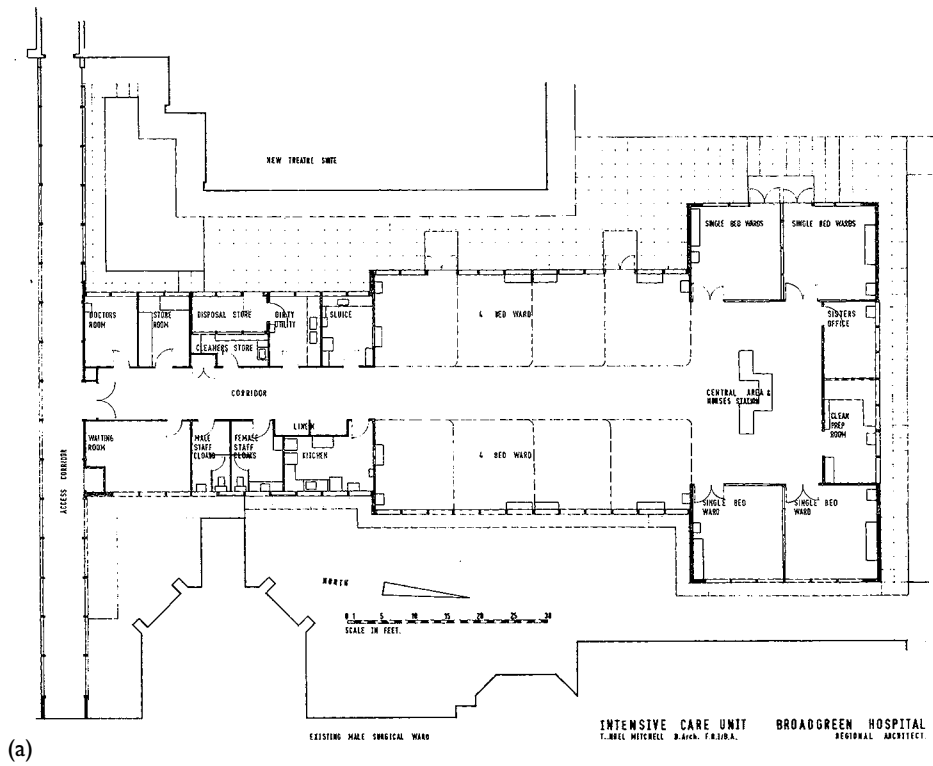 NEW THEATRE SUITE
SINGLE BED WARDS
SINGLE BED WARDS
DOCTORS
ROOM
STORE
ROOM
DISPOSAL STORE
DIRTY
UTILITY
SLUICE
4 BED WARD
CLEANERS STORE
SISTERS
OFFICE
CORRIDOR
CENTRAL AREA &
NURSES STATION
CLEAN
PREP
ROOM
WAITING
ROOM
MALE
STAFF
CLOAKS
FEMALE
STAFF
CLOAKS
LINEN
KITCHEN
4 BED WARD
ACCESS CORRIDOR
SINGLE BED
WARD
SINGLE BED
WARD
NORTH
0 1 5 10 15 20 25 30
SCALE IN FEET.
EXISTING MALE SURGICAL WARD
INTENSIVE CARE UNIT BROADGREEN HOSPITAL
T. NOEL MITCHELL B.Arch. F.R.I.B.A. REGIONAL ARCHITECT.
(a)